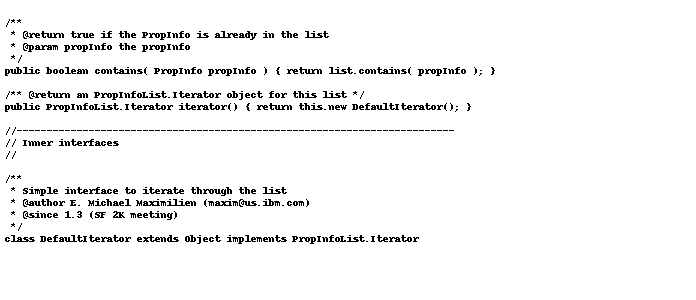 /**
 * @return true if the PropInfo is already in the list
 * @param propInfo the propInfo
 */
public boolean contains( PropInfo propInfo ) { return list.contains( propInfo ); }
/** @return an PropInfoList.Iterator object for this list */
public PropInfoList.Iterator iterator() { return this.new DefaultIterator(); }
//-------------------------------------------------------------------------
// Inner interfaces
//
/**
 * Simple interface to iterate through the list
 * @author E. Michael Maximilien (maxim@us.ibm.com)
 * @since 1.3 (SF 2K meeting)
 */
class DefaultIterator extends Object implements PropInfoList.Iterator